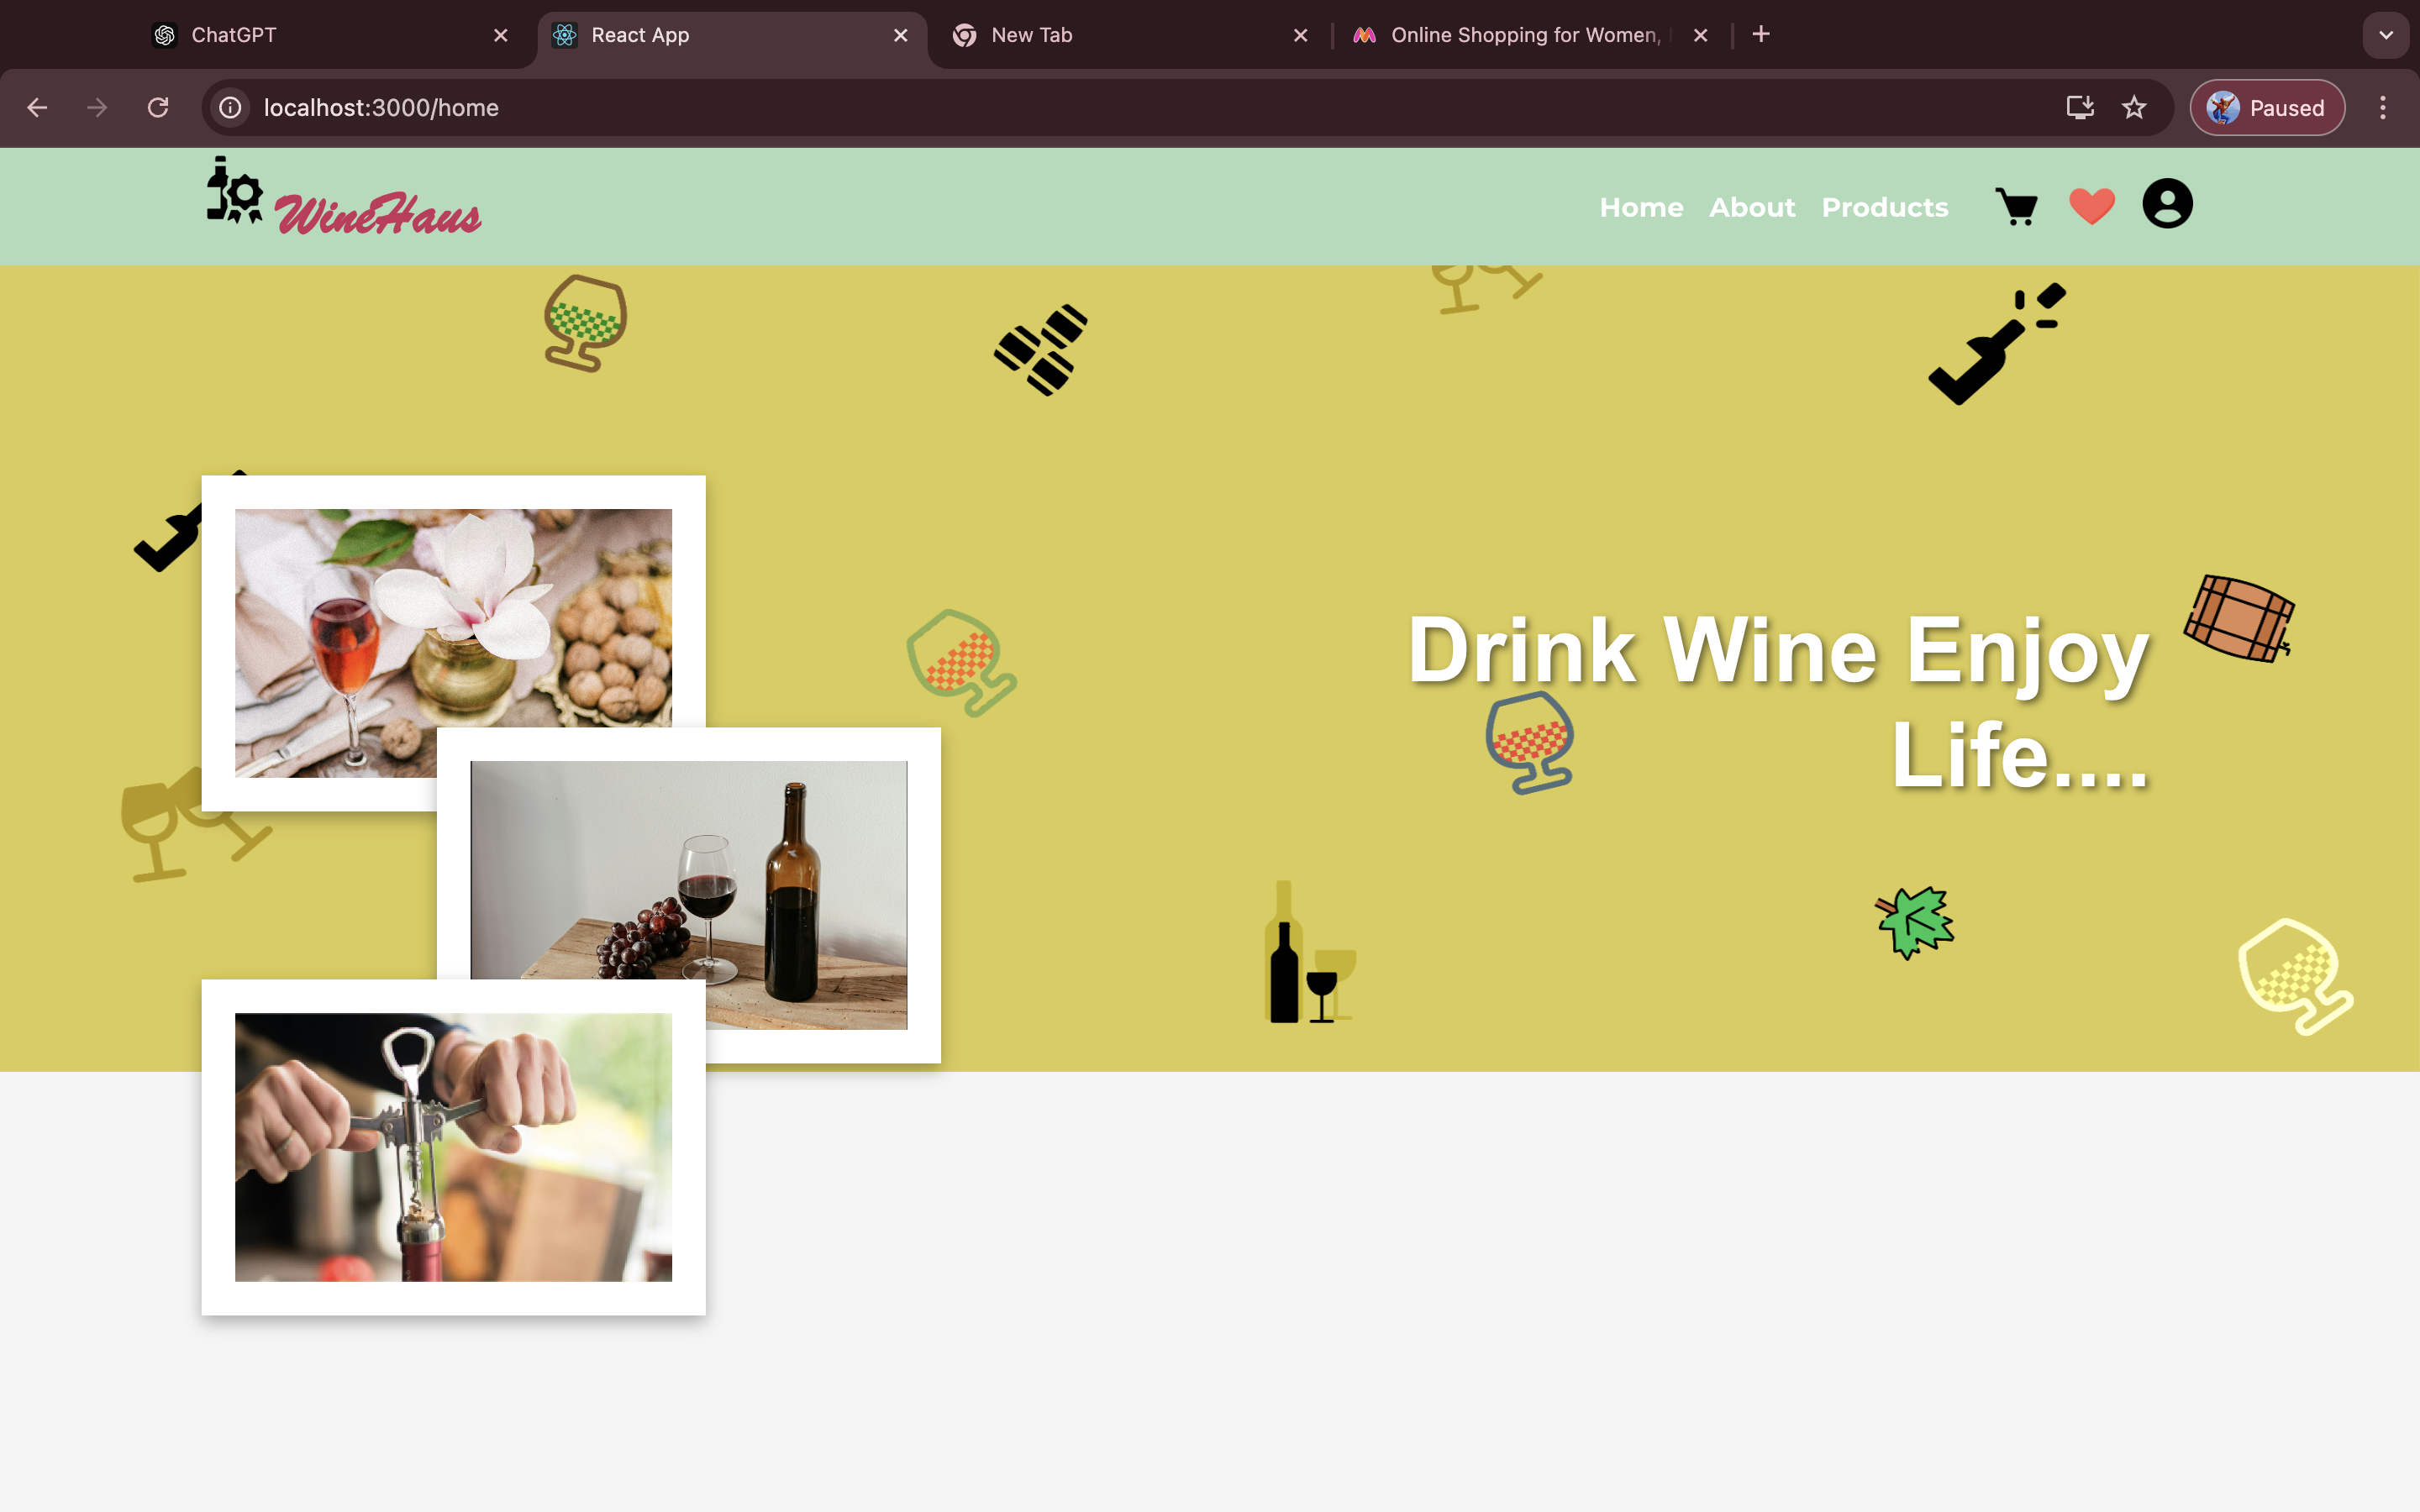 ChatGPT
React App
New Tab
Online Shopping for Women,
localhost:3000/home
Paused
WineHaus
Home About Products
Drink Wine Enjoy
Life....